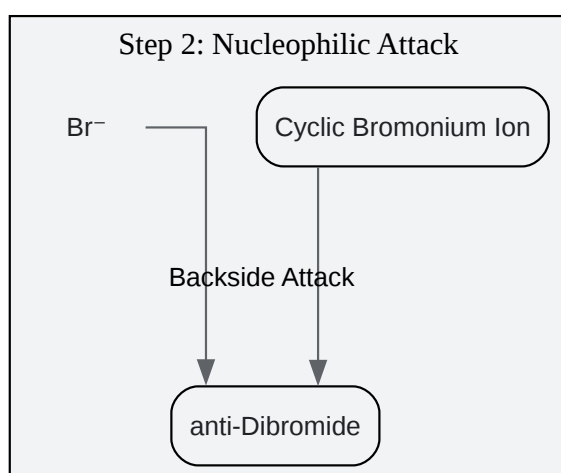 Step 2: Nucleophilic Attack
Br⁻
Cyclic Bromonium Ion
Backside Attack
anti-Dibromide